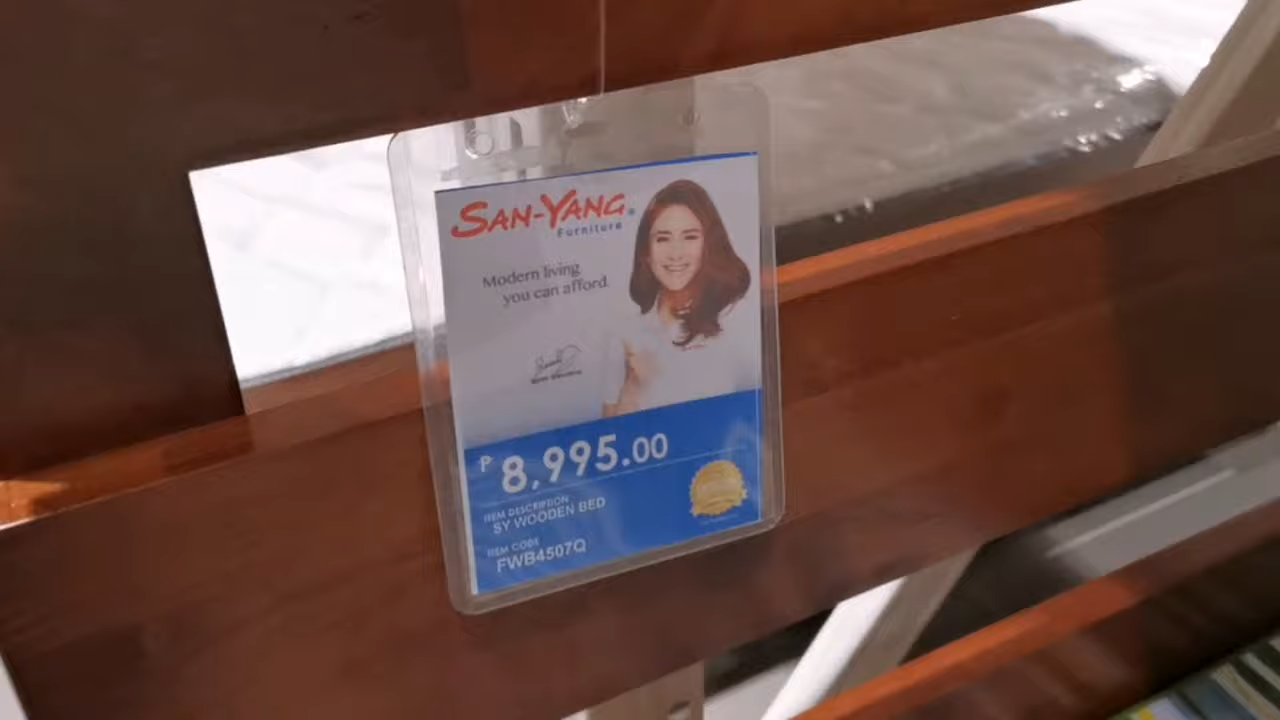 SAN-YANG®
Furniture
Modern living
you can afford.
₱ 8,995.00
ITEM DESCRIPTION
SY WOODEN BED
ITEM CODE
FWB4507Q